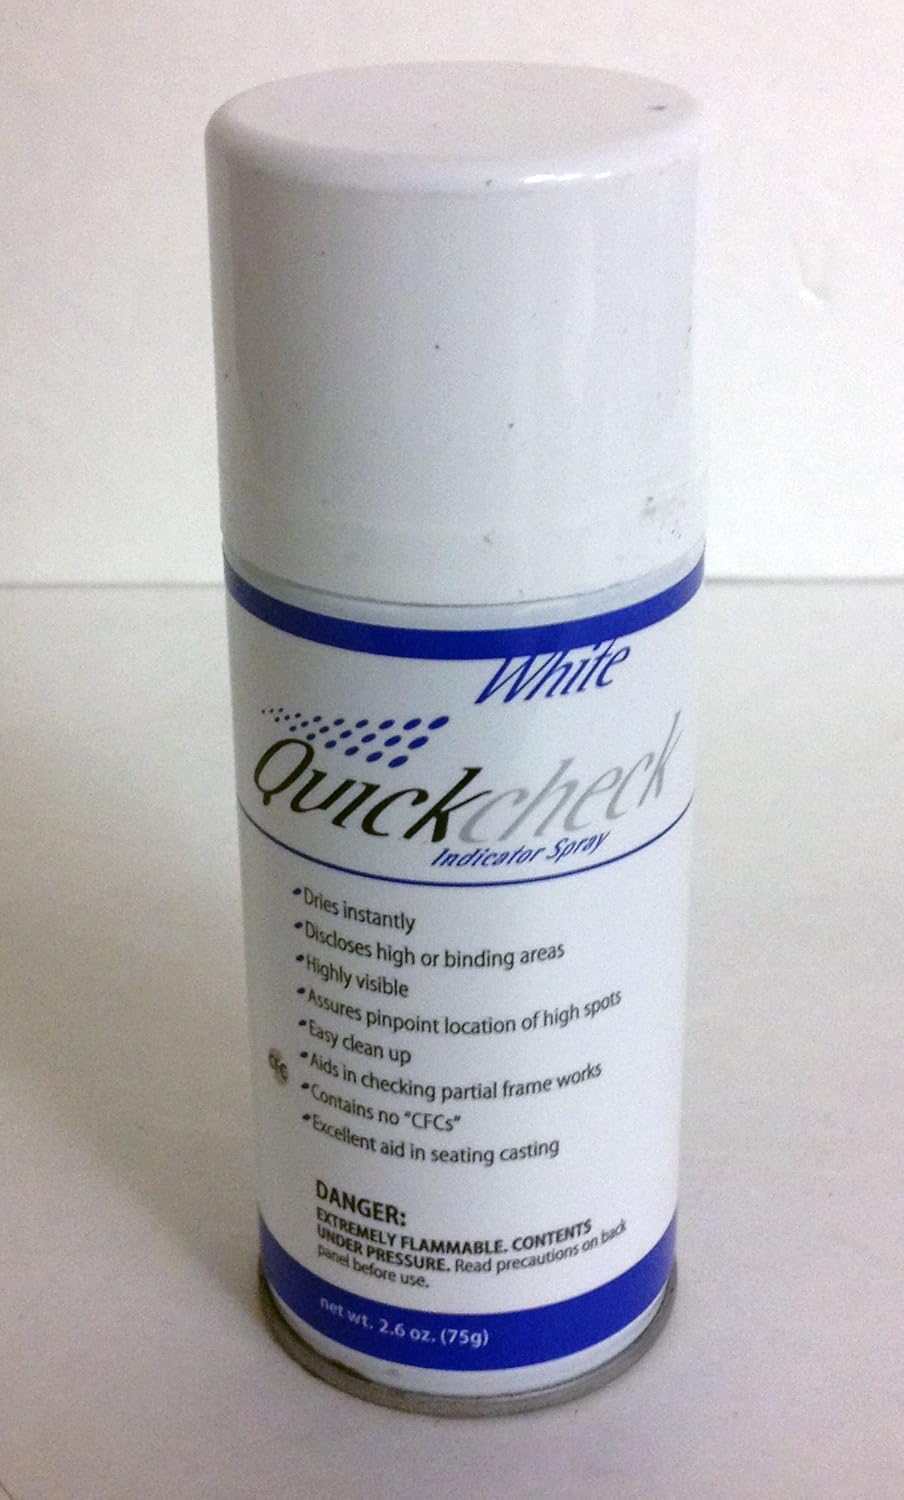 White
Quickcheck
Indicator Spray
•Dries instantly
•Discloses high or binding areas
•Highly visible
•Assures pinpoint location of high spots
•Easy clean up
•Aids in checking partial frame works
•Contains no "CFCs"
•Excellent aid in seating casting
CFC
DANGER:
EXTREMELY FLAMMABLE. CONTENTS
UNDER PRESSURE. Read precautions on back
panel before use.
net wt. 2.6 oz. (75g)